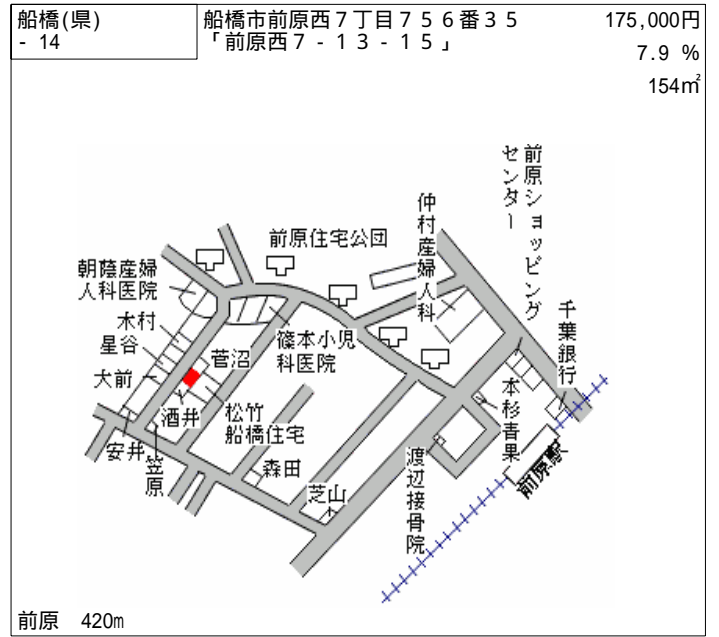 船橋(県)
- 14
船橋市前原西7丁目756番35
「前原西7-13-15」
175,000円
7.9 %
154㎡
前原ショッピング
センター
仲村産婦人科
前原住宅公団
朝蔭産婦
人科医院
木村
星谷
大前
菅沼
篠本小児
科医院
千葉銀行
酒井
松竹
船橋住宅
本杉青果
安井
笠原
森田
芝山
渡辺接骨院
前原駅
前原 420m